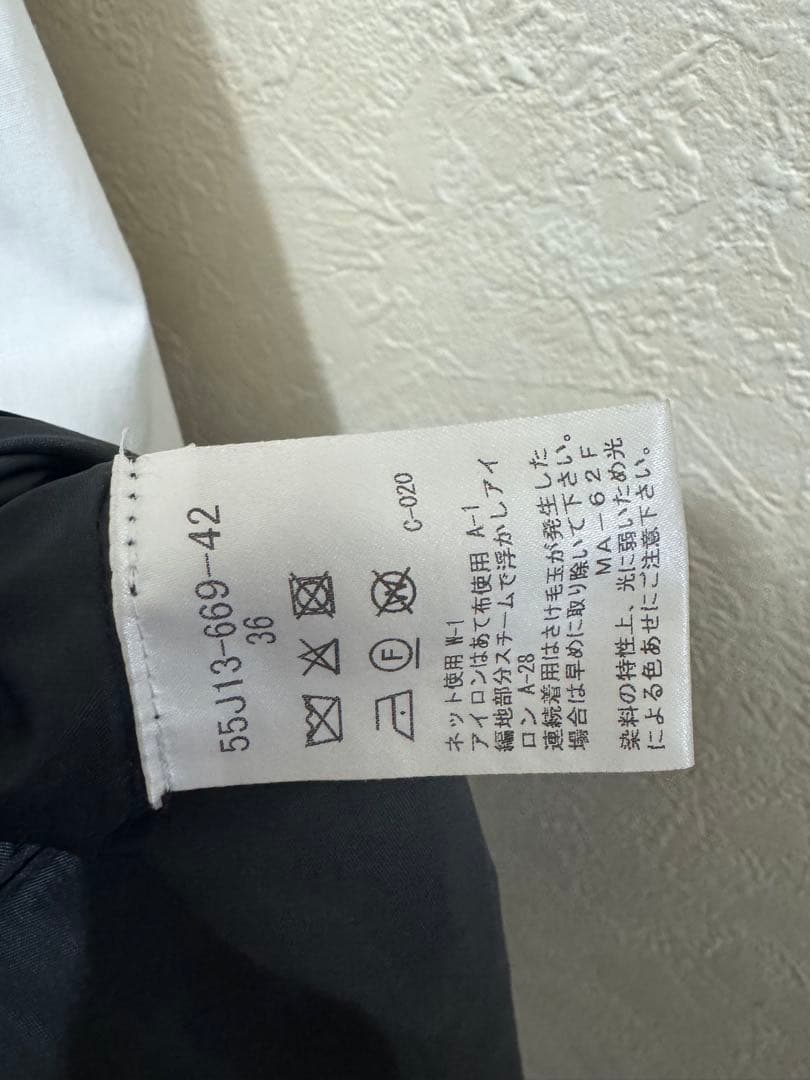 55J13-669-42
36
F
C-020
ネット使用 W-1
アイロンはあて布使用 A-1
編地部分スチームで浮かしアイ
ロン A-28
連続着用はさけ毛玉が発生した
場合は早めに取り除いて下さい。
MA-62F
染料の特性上、光に弱いため光
による色あせにご注意下さい。